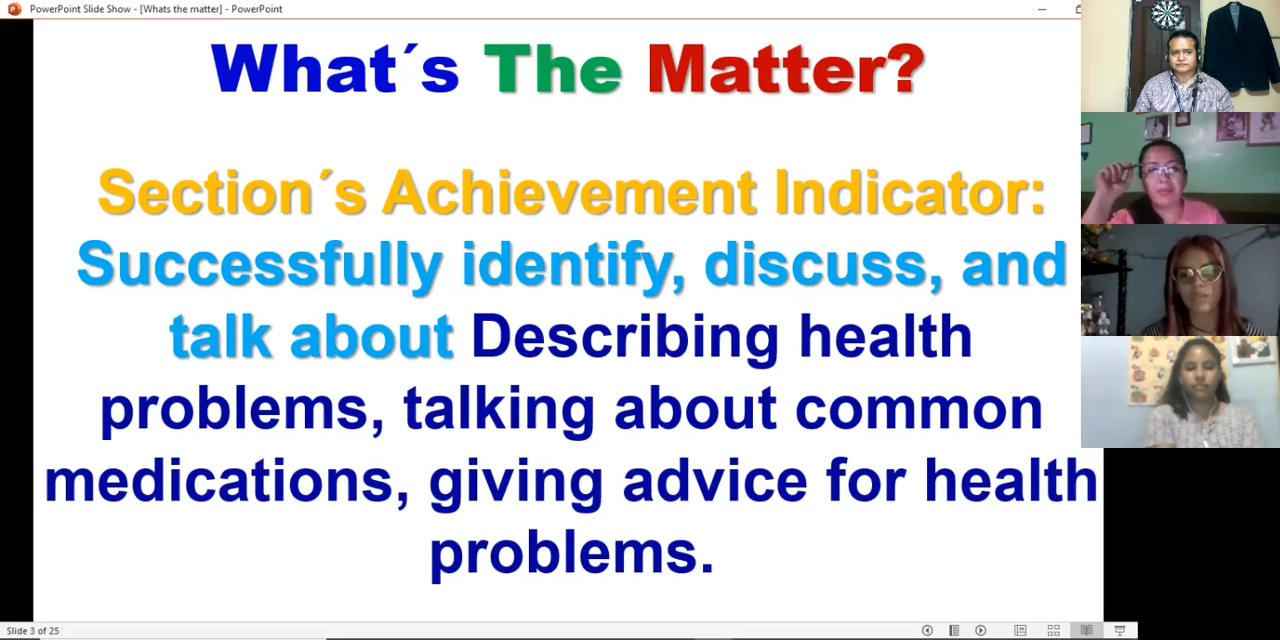 PowerPoint Slide Show - [Whats the matter] - PowerPoint
What´s The Matter?
Section´s Achievement Indicator:
Successfully identify, discuss, and
talk about Describing health
problems, talking about common
medications, giving advice for health
problems.
Slide 3 of 25